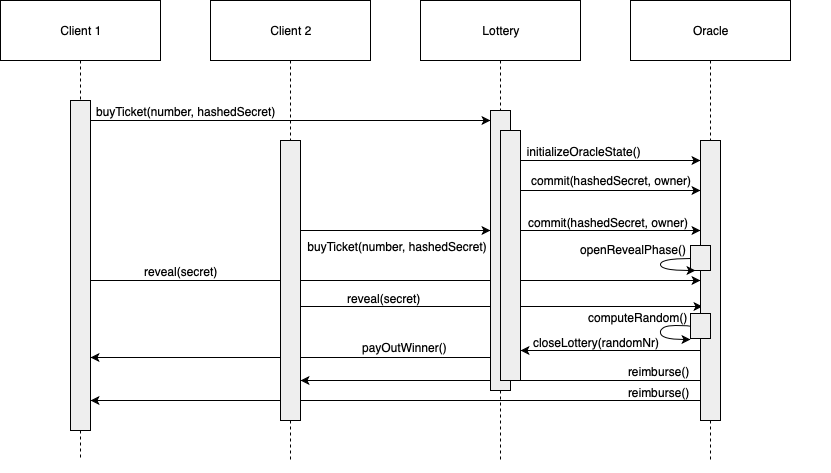 Client 1
Client 2
Lottery
Oracle
buyTicket(number, hashedSecret)
initializeOracleState()
commit(hashedSecret, owner)
commit(hashedSecret, owner)
buyTicket(number, hashedSecret)
openRevealPhase()
reveal(secret)
reveal(secret)
computeRandom()
closeLottery(randomNr)
payOutWinner()
reimburse()
reimburse()